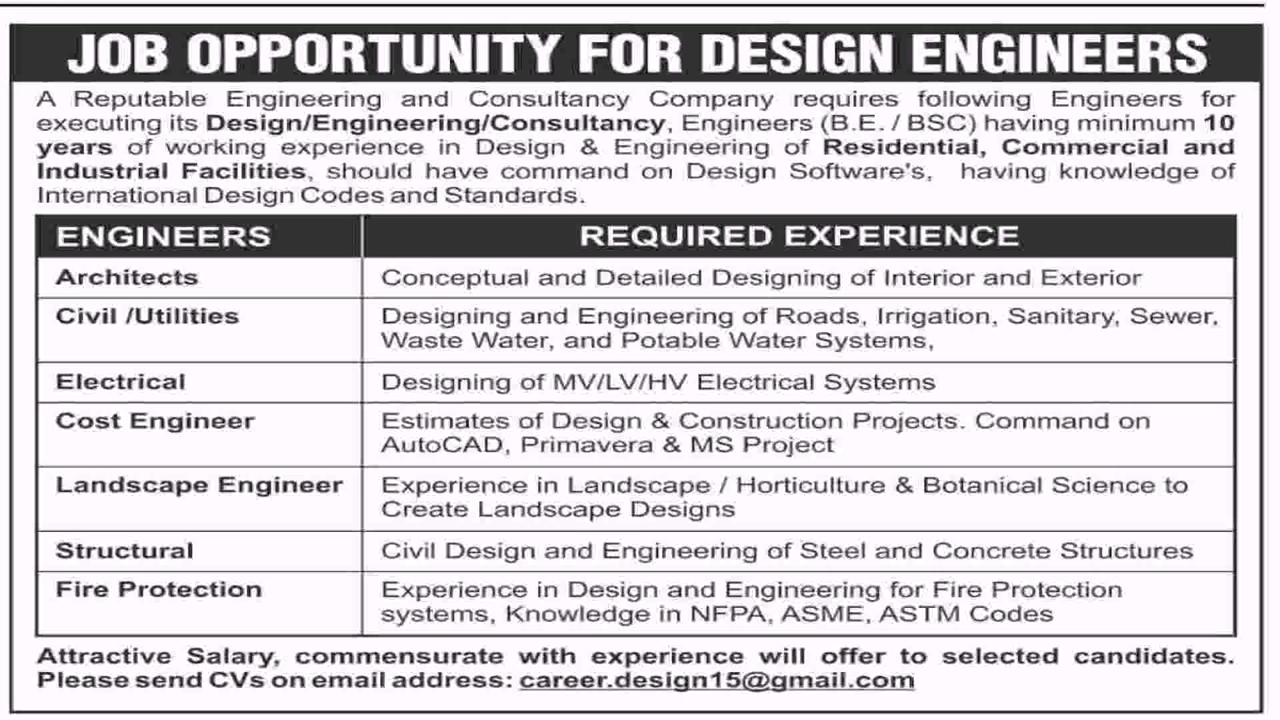 JOB OPPORTUNITY FOR DESIGN ENGINEERS
A Reputable Engineering and Consultancy Company requires following Engineers for
executing its Design/Engineering/Consultancy, Engineers (B.E. / BSC) having minimum 10
years of working experience in Design & Engineering of Residential, Commercial and
Industrial Facilities, should have command on Design Software's, having knowledge of
International Design Codes and Standards.
ENGINEERS REQUIRED EXPERIENCE
Architects Conceptual and Detailed Designing of Interior and Exterior
Civil /Utilities Designing and Engineering of Roads, Irrigation, Sanitary, Sewer,
Waste Water, and Potable Water Systems,
Electrical Designing of MV/LV/HV Electrical Systems
Cost Engineer Estimates of Design & Construction Projects. Command on
AutoCAD, Primavera & MS Project
Landscape Engineer Experience in Landscape / Horticulture & Botanical Science to
Create Landscape Designs
Structural Civil Design and Engineering of Steel and Concrete Structures
Fire Protection Experience in Design and Engineering for Fire Protection
systems, Knowledge in NFPA, ASME, ASTM Codes
Attractive Salary, commensurate with experience will offer to selected candidates.
Please send CVs on email address: career.design15@gmail.com